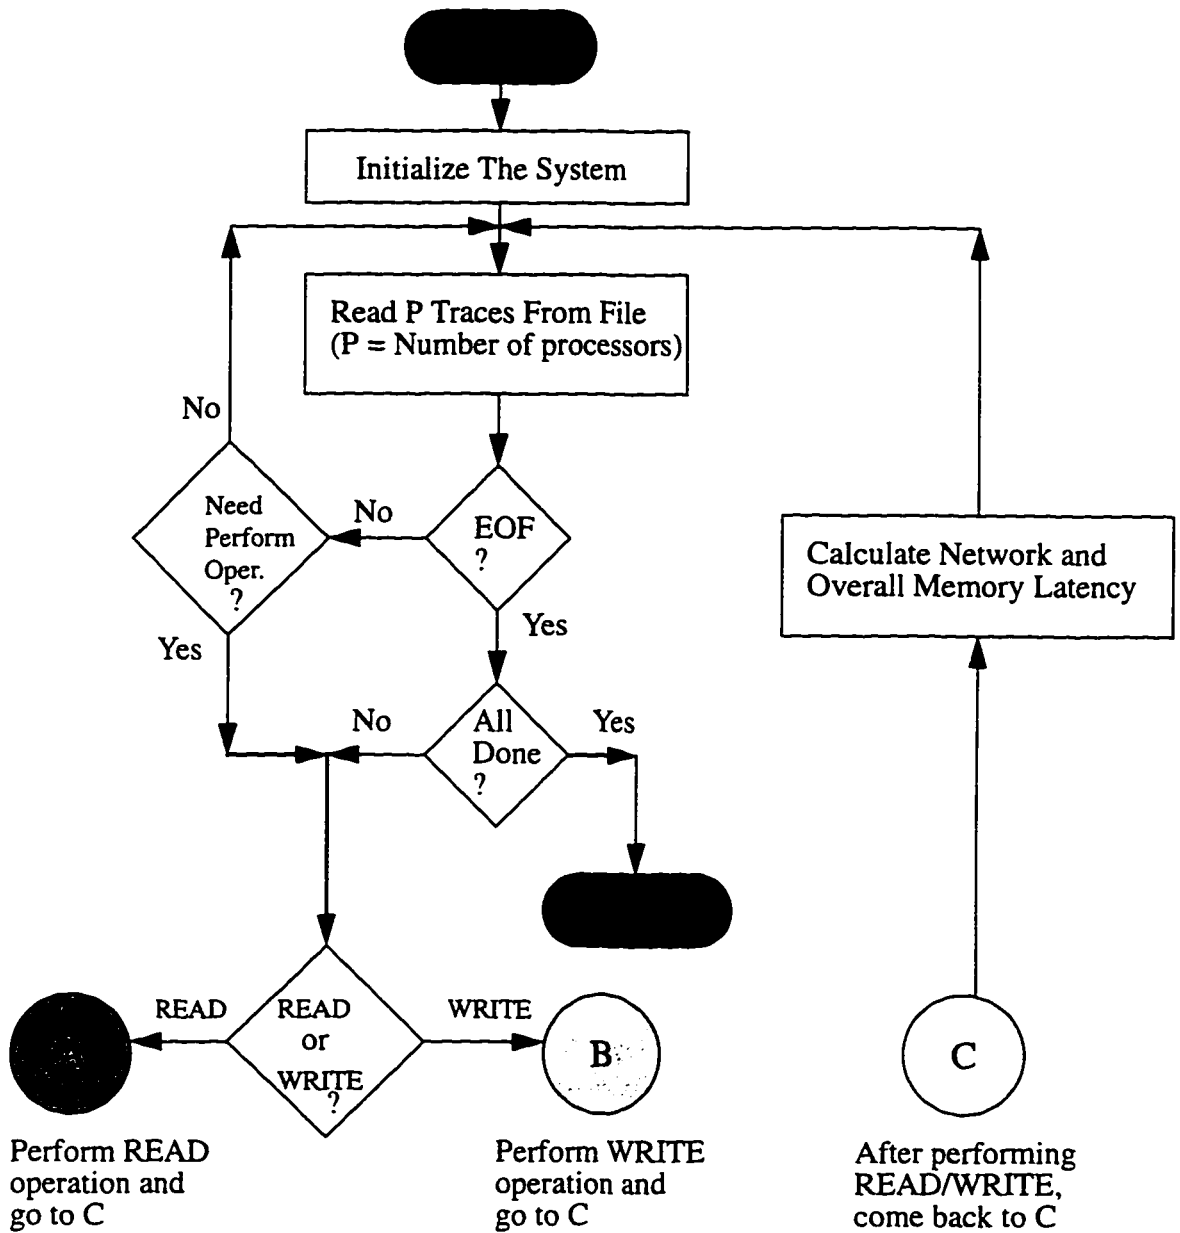 Initialize The System
Read P Traces From File
(P = Number of processors)
No
Need
Perform
Oper.
?
No
EOF
?
Calculate Network and
Overall Memory Latency
Yes
Yes
No
All
Done
?
Yes
READ
READ
or
WRITE
?
WRITE
B
C
Perform READ
operation and
go to C
Perform WRITE
operation and
go to C
After performing
READ/WRITE,
come back to C